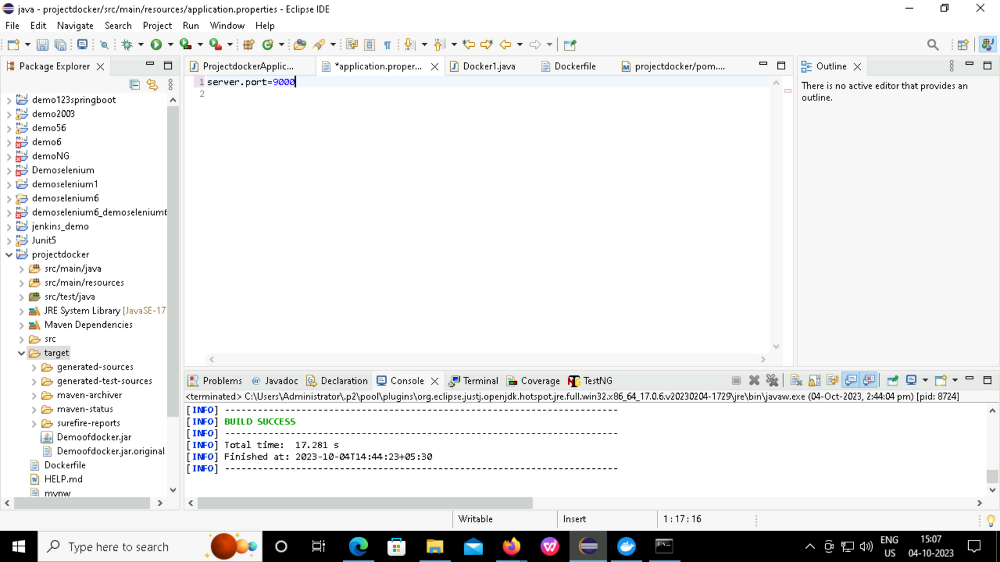 java - projectdocker/src/main/resources/application.properties - Eclipse IDE
File Edit Navigate Search Project Run Window Help
Package Explorer
ProjectdockerApplic...
*application.proper...
Docker1.java
Dockerfile
projectdocker/pom....
Outline
1 server.port=9000
2
There is no active editor that provides an
outline.
demo123springboot
demo2003
demo56
demo6
demoNG
Demoselenium
demoselenium1
demoselenium6
demoselenium6_demoselenium6
jenkins_demo
Junit5
projectdocker
src/main/java
src/main/resources
src/test/java
JRE System Library [JavaSE-17
Maven Dependencies
src
target
generated-sources
generated-test-sources
maven-archiver
maven-status
surefire-reports
Demoofdocker.jar
Demoofdocker.jar.original
Dockerfile
HELP.md
mvnw
Problems @ Javadoc Declaration Console Terminal Coverage TestNG
<terminated> C:\Users\Administrator\.p2\pool\plugins\org.eclipse.justj.openjdk.hotspot.jre.full.win32.x86_64_17.0.6.v20230204-1729\jre\bin\javaw.exe (04-Oct-2023, 2:44:04 pm) [pid: 8724]
[INFO] ------------------------------------------------------------------------
[INFO] BUILD SUCCESS
[INFO] ------------------------------------------------------------------------
[INFO] Total time:  17.281 s
[INFO] Finished at: 2023-10-04T14:44:23+05:30
[INFO] ------------------------------------------------------------------------
Writable
Insert
1 : 17 : 16
Type here to search
ENG
US
15:07
04-10-2023